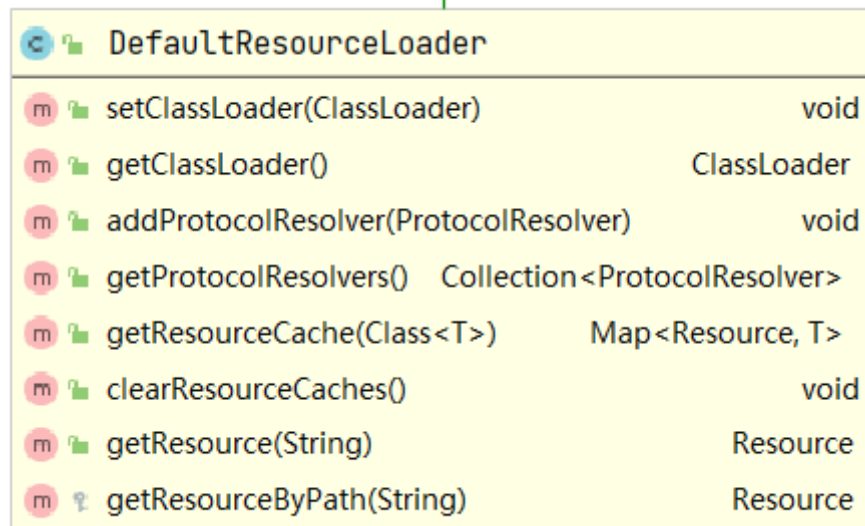 c DefaultResourceLoader
m setClassLoader(ClassLoader) void
m getClassLoader() ClassLoader
m addProtocolResolver(ProtocolResolver) void
m getProtocolResolvers() Collection<ProtocolResolver>
m getResourceCache(Class<T>) Map<Resource, T>
m clearResourceCaches() void
m getResource(String) Resource
m getResourceByPath(String) Resource